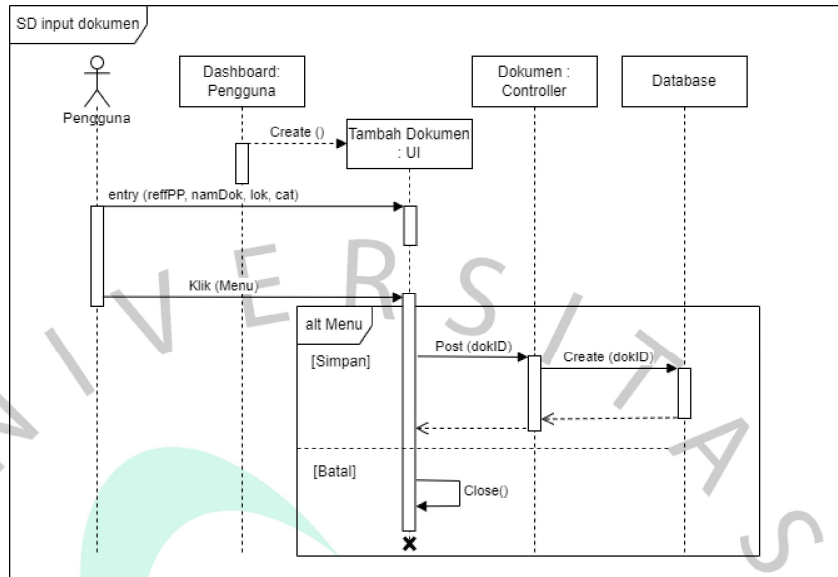 SD input dokumen
Pengguna
Dashboard:
Pengguna
Dokumen :
Controller
Database
Create ()
Tambah Dokumen
: UI
entry (reffPP, namDok, lok, cat)
Klik (Menu)
alt Menu
[Simpan]
Post (dokID)
Create (dokID)
[Batal]
Close()
NIVERSITAS